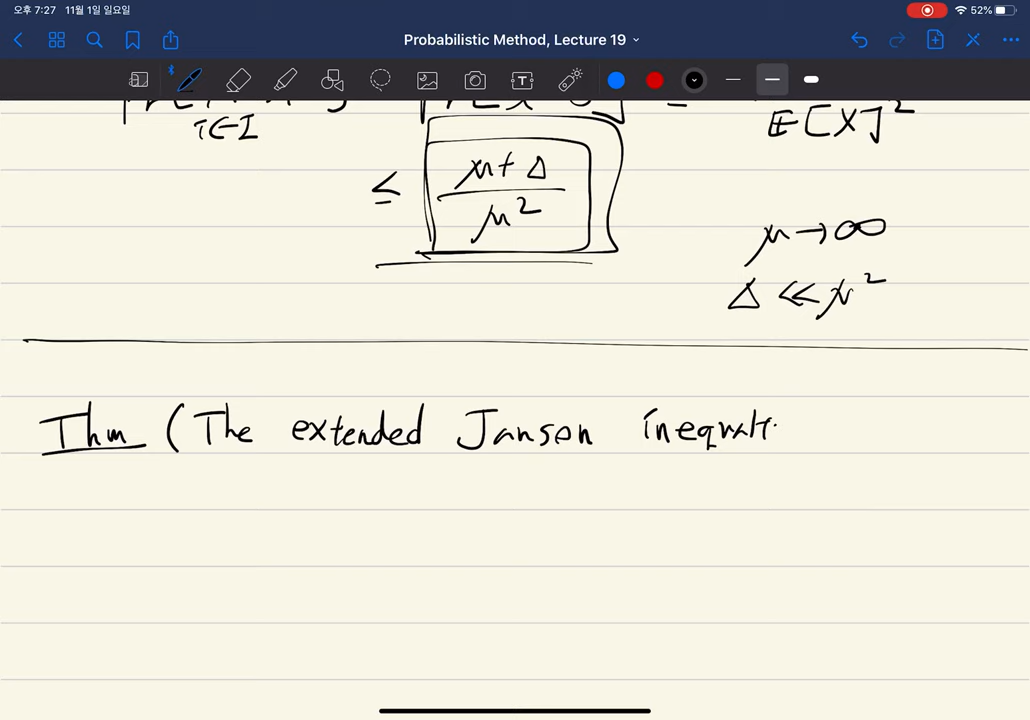 오후 7:27 11월 1일 일요일 52%
Probabilistic Method, Lecture 19
i∈I E[X]²
≤ μ+Δ / μ²
μ→∞
Δ ≪ μ²
Thm (The extended Janson inequalit